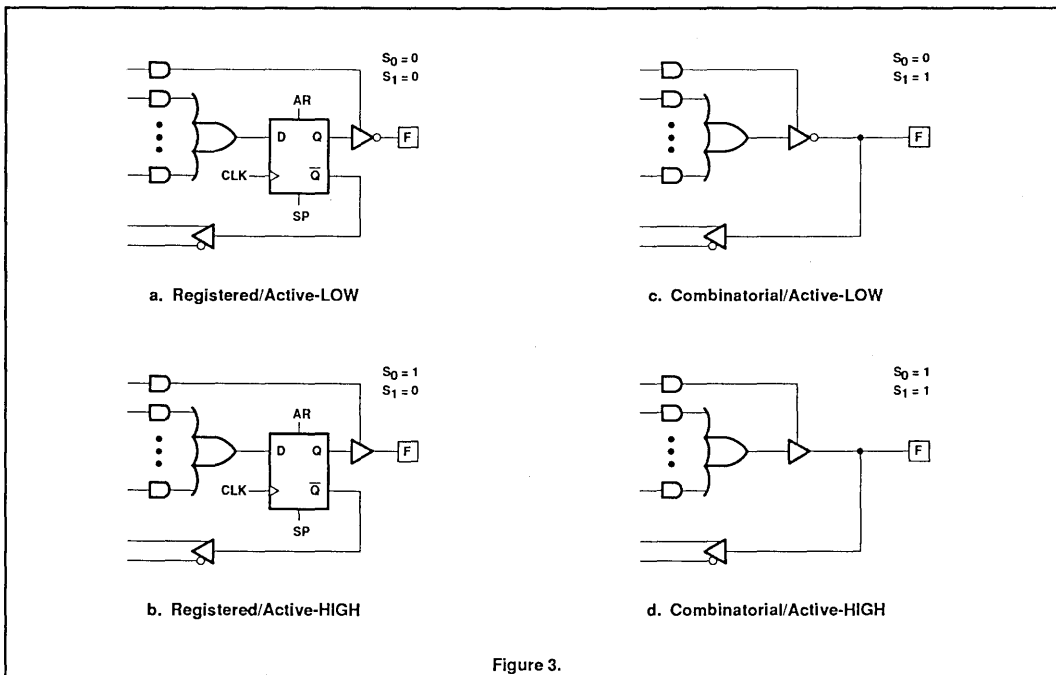 S0 = 0
S1 = 0
AR
D Q
F
CLK
Q̅
SP
a. Registered/Active-LOW
S0 = 0
S1 = 1
F
c. Combinatorial/Active-LOW
S0 = 1
S1 = 0
AR
D Q
F
CLK
Q̅
SP
b. Registered/Active-HIGH
S0 = 1
S1 = 1
F
d. Combinatorial/Active-HIGH
Figure 3.